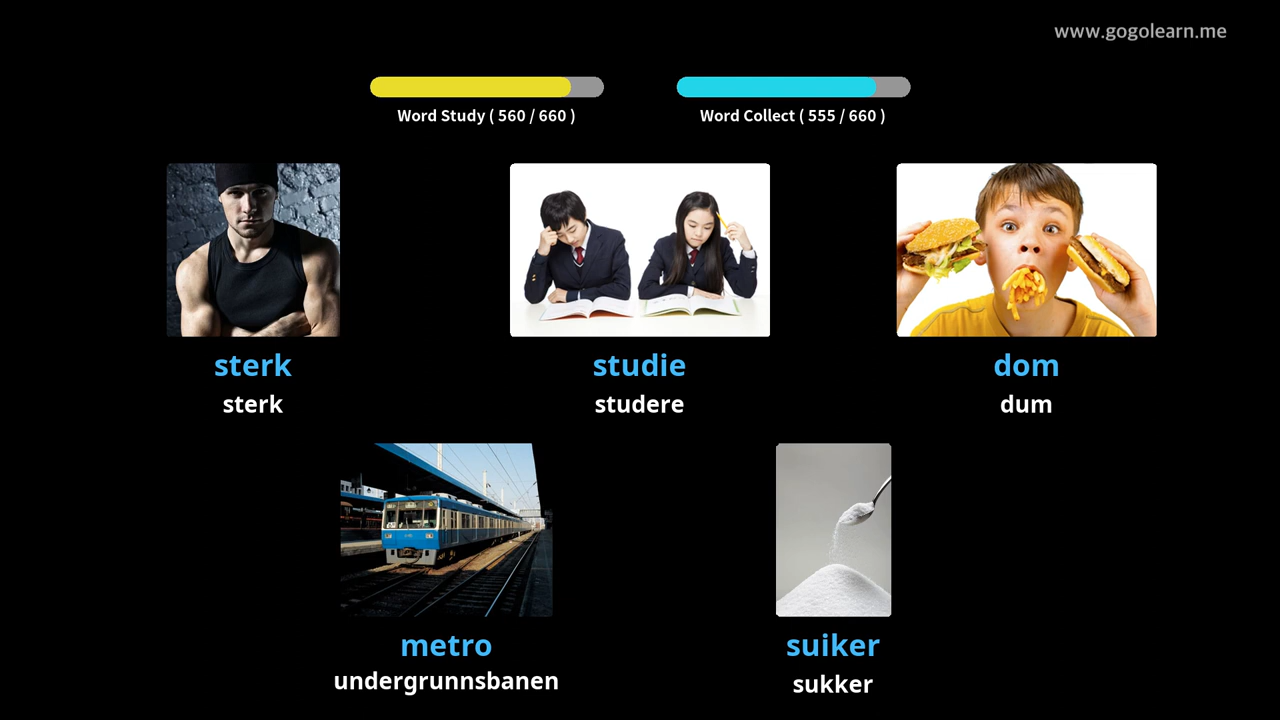 www.gogolearn.me
Word Study ( 560 / 660 )
Word Collect ( 555 / 660 )
sterk
sterk
studie
studere
dom
dum
metro
undergrunnsbanen
suiker
sukker